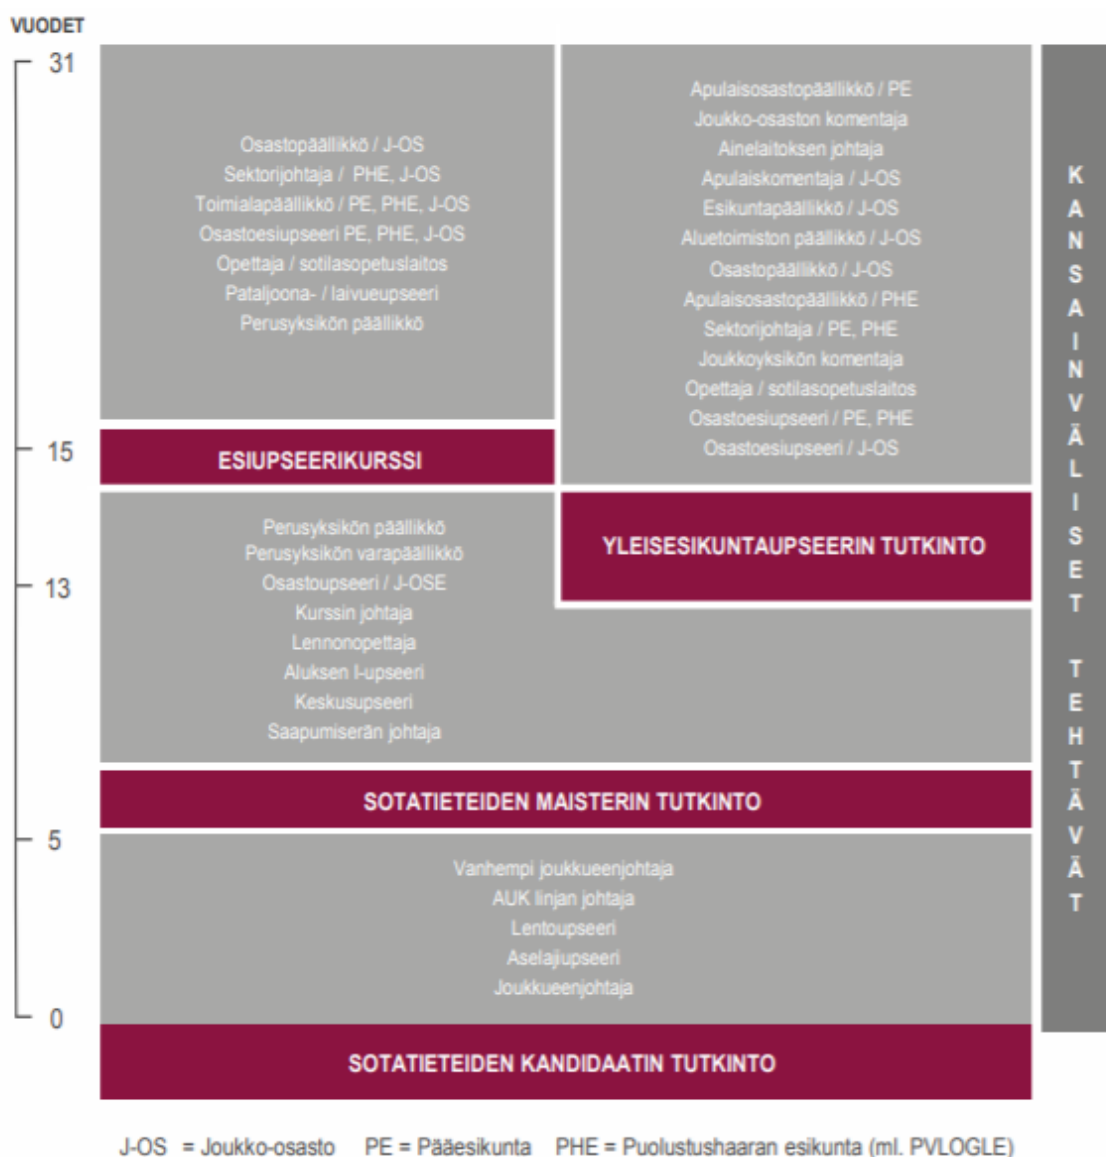 VUODET
31
Osastopäällikkö / J-OS
Sektorijohtaja / PHE, J-OS
Toimialapäällikkö / PE, PHE, J-OS
Osastoesiupseeri PE, PHE, J-OS
Opettaja / sotilasopetuslaitos
Pataljoona- / laivueupseeri
Perusyksikön päällikkö
Apulaisosastopäällikkö / PE
Joukko-osaston komentaja
Ainelaitoksen johtaja
Apulaiskomentaja / J-OS
Esikuntapäällikkö / J-OS
Aluetoimiston päällikkö / J-OS
Osastopäällikkö / J-OS
Apulaisosastopäällikkö / PHE
Sektorijohtaja / PE, PHE
Joukkoyksikön komentaja
Opettaja / sotilasopetuslaitos
Osastoesiupseeri / PE, PHE
Osastoesiupseeri / J-OS
15
ESIUPSEERIKURSSI
YLEISESIKUNTAUPSEERIN TUTKINTO
13
Perusyksikön päällikkö
Perusyksikön varapäällikkö
Osastoupseeri / J-OSE
Kurssin johtaja
Lennonopettaja
Aluksen I-upseeri
Keskusupseeri
Saapumiserän johtaja
SOTATIETEIDEN MAISTERIN TUTKINTO
5
Vanhempi joukkueenjohtaja
AUK linjan johtaja
Lentoupseeri
Aselajiupseeri
Joukkueenjohtaja
0
SOTATIETEIDEN KANDIDAATIN TUTKINTO
KANSAINVÄLISET TEHTÄVÄT
J-OS = Joukko-osasto PE = Pääesikunta PHE = Puolustushaaran esikunta (ml. PVLOGLE)